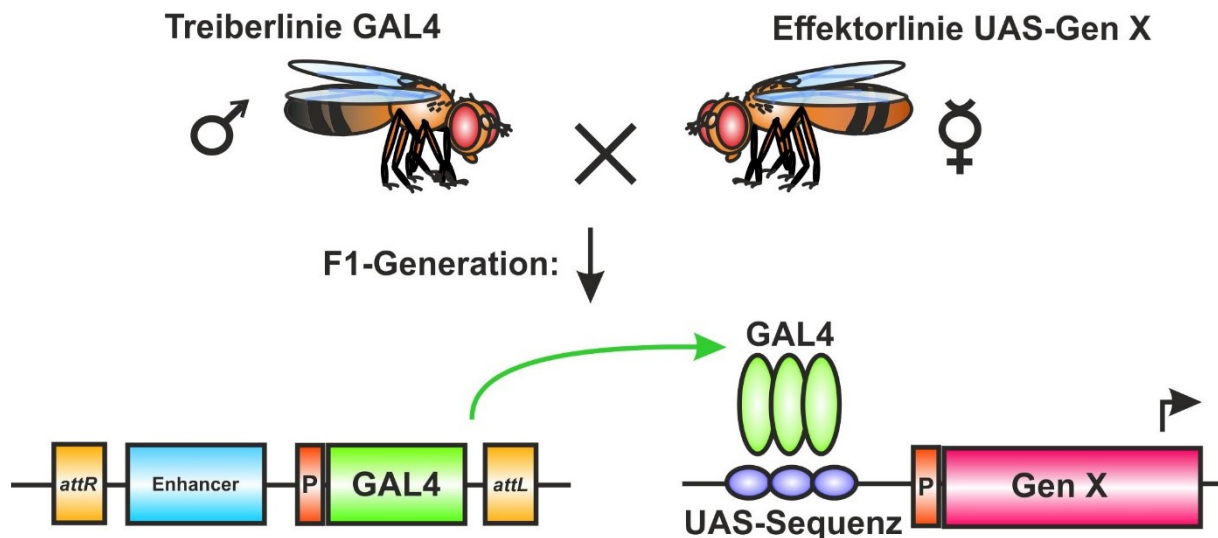 Treiberlinie GAL4
Effektorlinie UAS-Gen X
F1-Generation:
GAL4
attR
Enhancer
P
GAL4
attL
P
Gen X
UAS-Sequenz